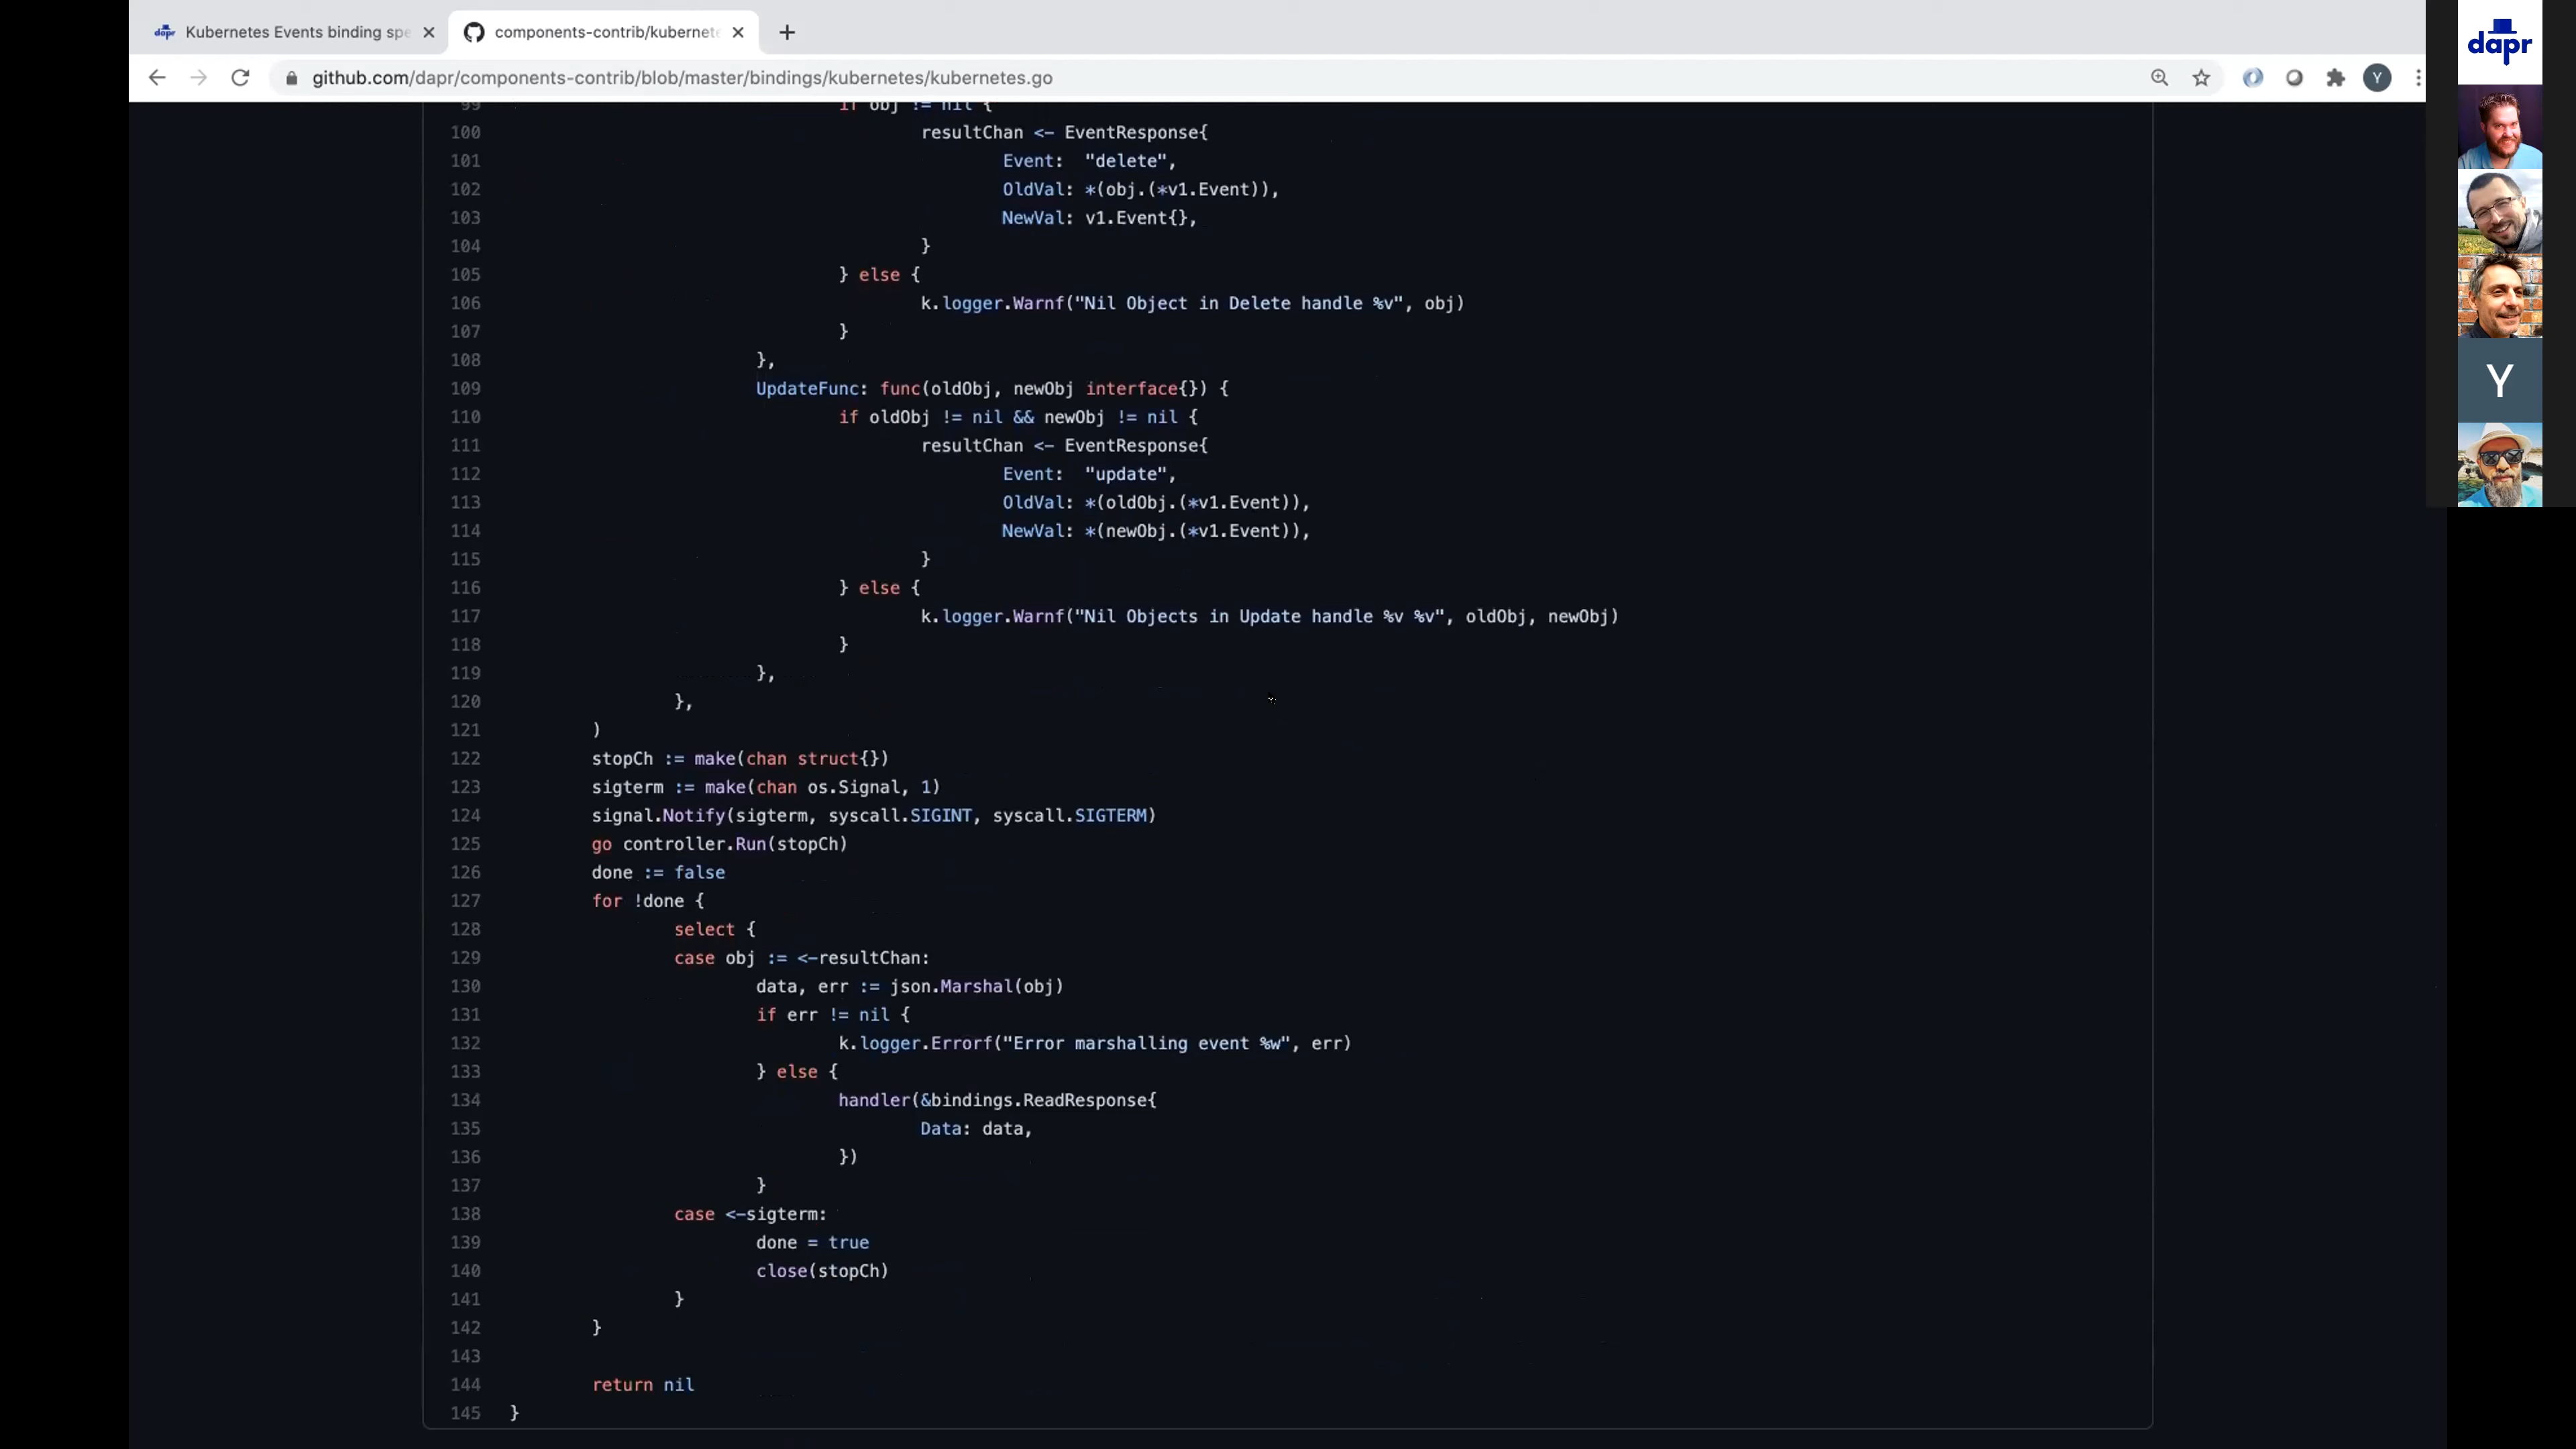 Kubernetes Events binding spe
components-contrib/kubernete
github.com/dapr/components-contrib/blob/master/bindings/kubernetes/kubernetes.go
Y
dapr
Y
99 if obj != nil {
100 resultChan <- EventResponse{
101 Event: "delete",
102 OldVal: *(obj.(*v1.Event)),
103 NewVal: v1.Event{},
104 }
105 } else {
106 k.logger.Warnf("Nil Object in Delete handle %v", obj)
107 }
108 },
109 UpdateFunc: func(oldObj, newObj interface{}) {
110 if oldObj != nil && newObj != nil {
111 resultChan <- EventResponse{
112 Event: "update",
113 OldVal: *(oldObj.(*v1.Event)),
114 NewVal: *(newObj.(*v1.Event)),
115 }
116 } else {
117 k.logger.Warnf("Nil Objects in Update handle %v %v", oldObj, newObj)
118 }
119 },
120 },
121 )
122 stopCh := make(chan struct{})
123 sigterm := make(chan os.Signal, 1)
124 signal.Notify(sigterm, syscall.SIGINT, syscall.SIGTERM)
125 go controller.Run(stopCh)
126 done := false
127 for !done {
128 select {
129 case obj := <-resultChan:
130 data, err := json.Marshal(obj)
131 if err != nil {
132 k.logger.Errorf("Error marshalling event %w", err)
133 } else {
134 handler(&bindings.ReadResponse{
135 Data: data,
136 })
137 }
138 case <-sigterm:
139 done = true
140 close(stopCh)
141 }
142 }
143
144 return nil
145 }